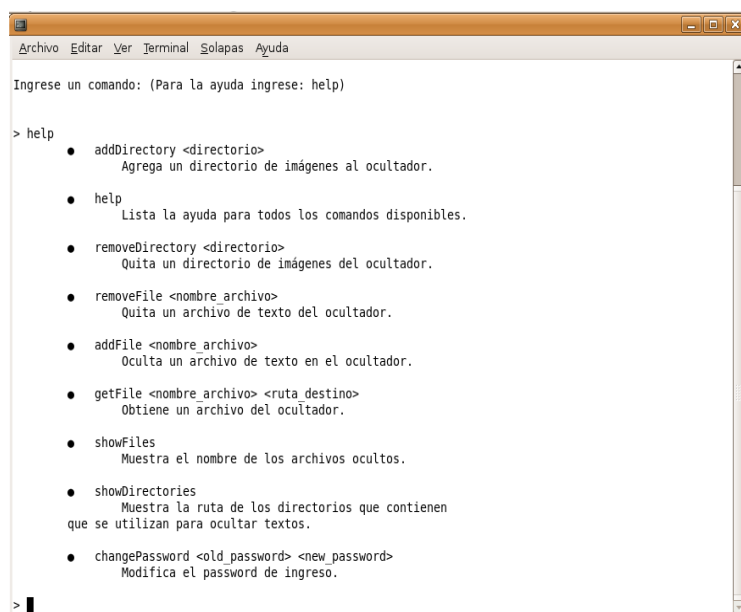 Archivo Editar Ver Terminal Solapas Ayuda
Ingrese un comando: (Para la ayuda ingrese: help)
> help
● addDirectory <directorio>
Agrega un directorio de imágenes al ocultador.
● help
Lista la ayuda para todos los comandos disponibles.
● removeDirectory <directorio>
Quita un directorio de imágenes del ocultador.
● removeFile <nombre_archivo>
Quita un archivo de texto del ocultador.
● addFile <nombre_archivo>
Oculta un archivo de texto en el ocultador.
● getFile <nombre_archivo> <ruta_destino>
Obtiene un archivo del ocultador.
● showFiles
Muestra el nombre de los archivos ocultos.
● showDirectories
Muestra la ruta de los directorios que contienen
que se utilizan para ocultar textos.
● changePassword <old_password> <new_password>
Modifica el password de ingreso.
>